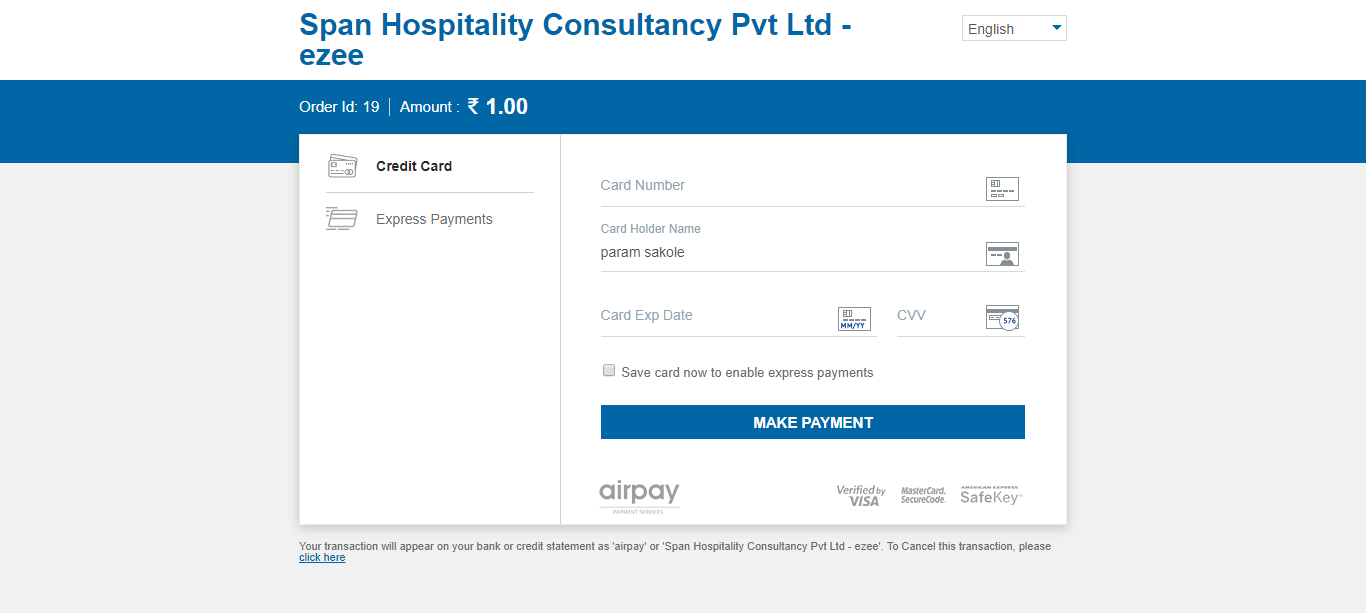 Span Hospitality Consultancy Pvt Ltd -
ezee
English
Order Id: 19 | Amount : ₹ 1.00
Credit Card
Express Payments
Card Number
Card Holder Name
param sakole
Card Exp Date
MM/YY
CVV
576
Save card now to enable express payments
MAKE PAYMENT
airpay
PAYMENT SERVICES
Verified by
VISA
MasterCard.
SecureCode.
AMERICAN EXPRESS
SafeKey
Your transaction will appear on your bank or credit statement as 'airpay' or 'Span Hospitality Consultancy Pvt Ltd - ezee'. To Cancel this transaction, please
click here